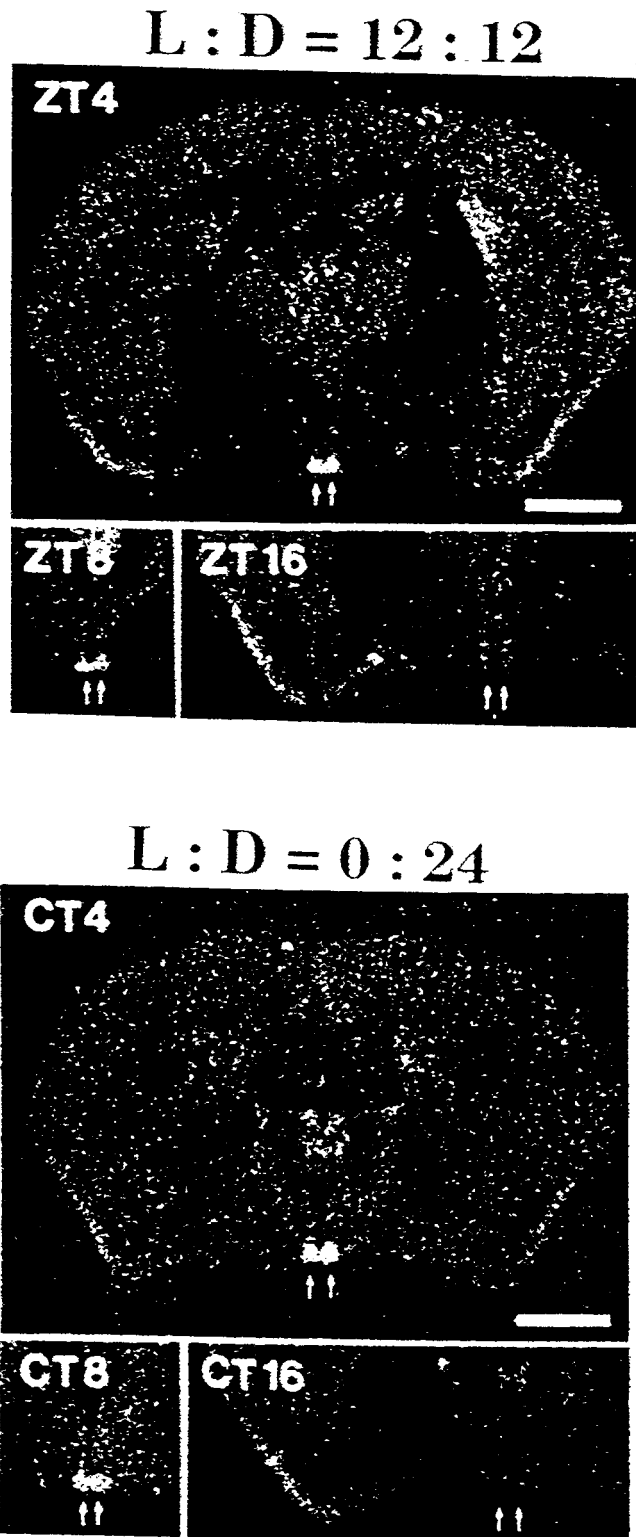 L : D = 12 : 12
ZT4
ZT8
ZT16
L : D = 0 : 24
CT4
CT8
CT16